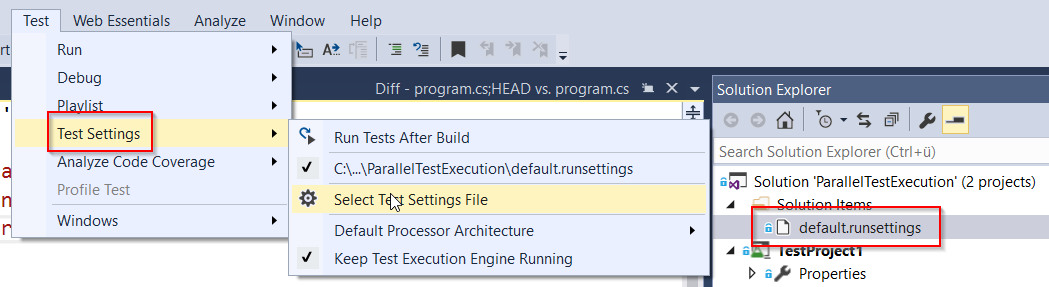 Test Web Essentials Analyze Window Help
Run
Debug
Playlist
Test Settings
Analyze Code Coverage
Profile Test
Windows
Diff - program.cs;HEAD vs. program.cs
Run Tests After Build
C:\...\ParallelTestExecution\default.runsettings
Select Test Settings File
Default Processor Architecture
Keep Test Execution Engine Running
Solution Explorer
Search Solution Explorer (Ctrl+ü)
Solution 'ParallelTestExecution' (2 projects)
Solution Items
default.runsettings
TestProject1
Properties